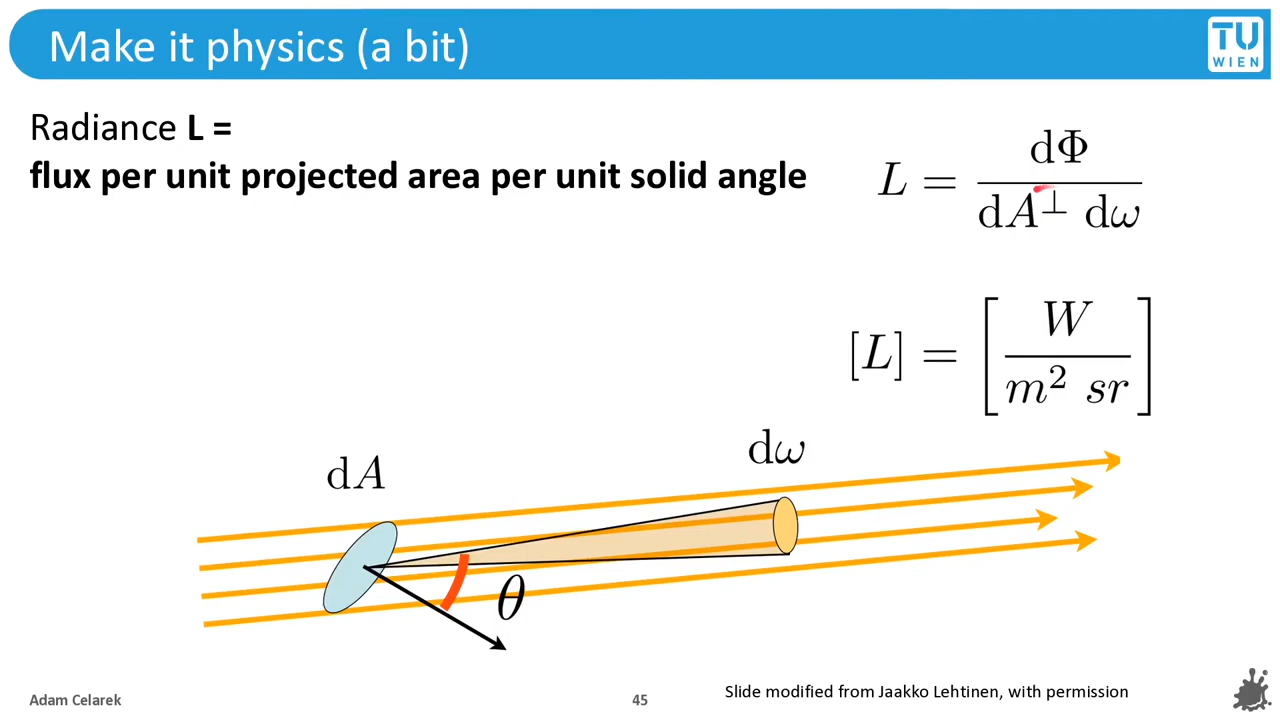 Make it physics (a bit)
TU
WIEN
Radiance L =
flux per unit projected area per unit solid angle
L = dΦ / dA⊥ dω
[L] = [W / m² sr]
dA
dω
θ
Adam Celarek
45
Slide modified from Jaakko Lehtinen, with permission